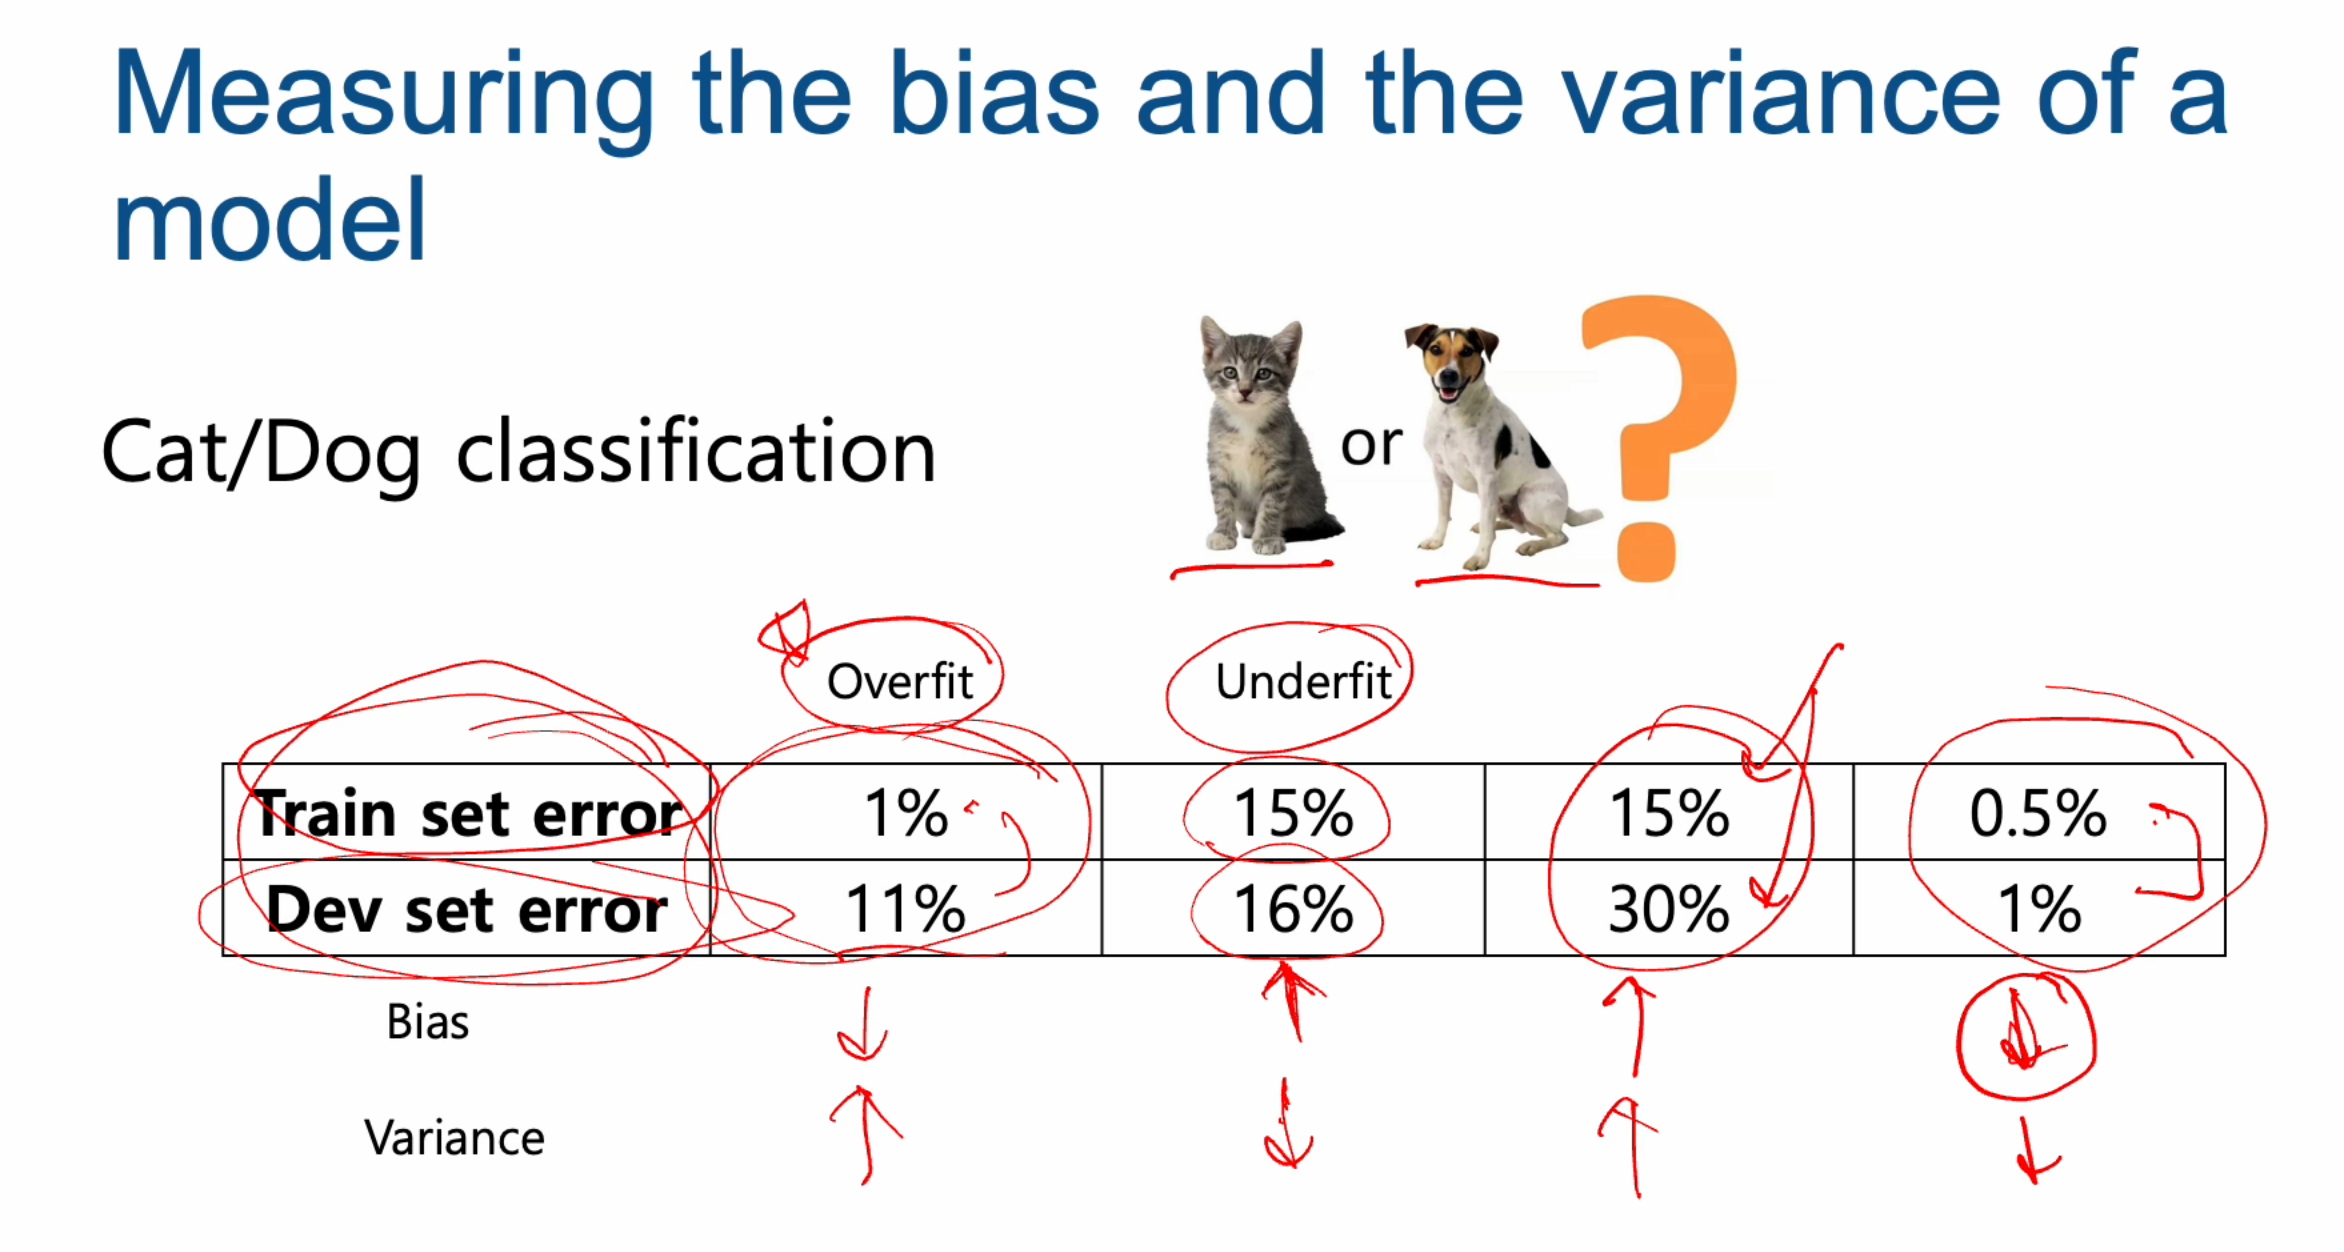 Measuring the bias and the variance of a
model
Cat/Dog classification
or
?
Overfit Underfit
Train set error 1% 15% 15% 0.5%
Dev set error 11% 16% 30% 1%
Bias
Variance